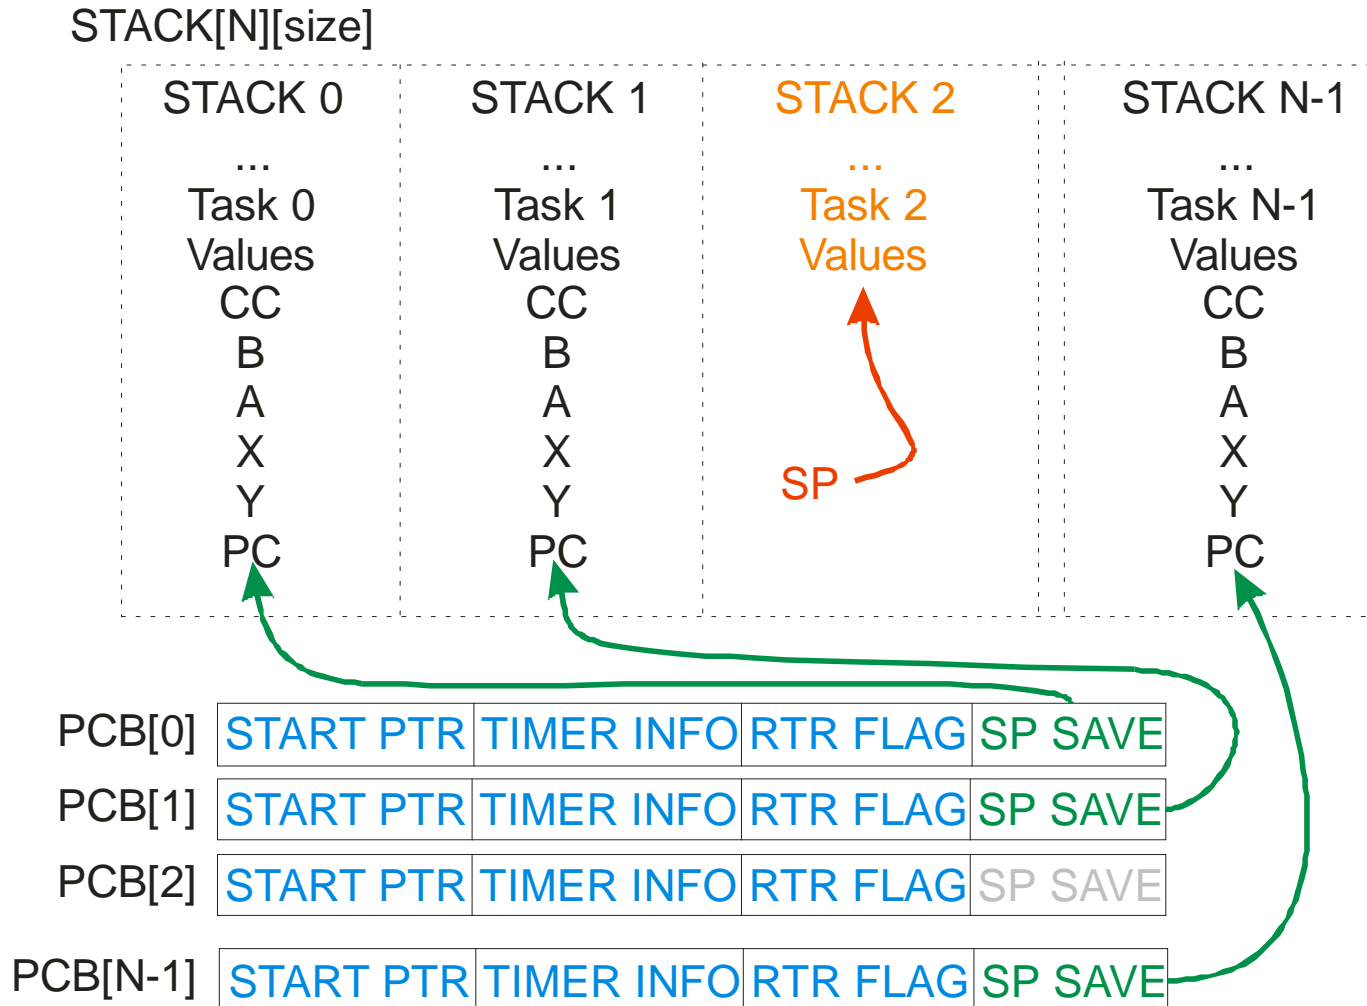 STACK[N][size]
STACK 0 STACK 1 STACK 2 STACK N-1
... ... ... ...
Task 0 Task 1 Task 2 Task N-1
Values Values Values Values
CC CC CC
B B B
A A A
X X X
SP
Y Y Y
PC PC PC
PCB[0] START PTR TIMER INFO RTR FLAG SP SAVE
PCB[1] START PTR TIMER INFO RTR FLAG SP SAVE
PCB[2] START PTR TIMER INFO RTR FLAG SP SAVE
PCB[N-1] START PTR TIMER INFO RTR FLAG SP SAVE